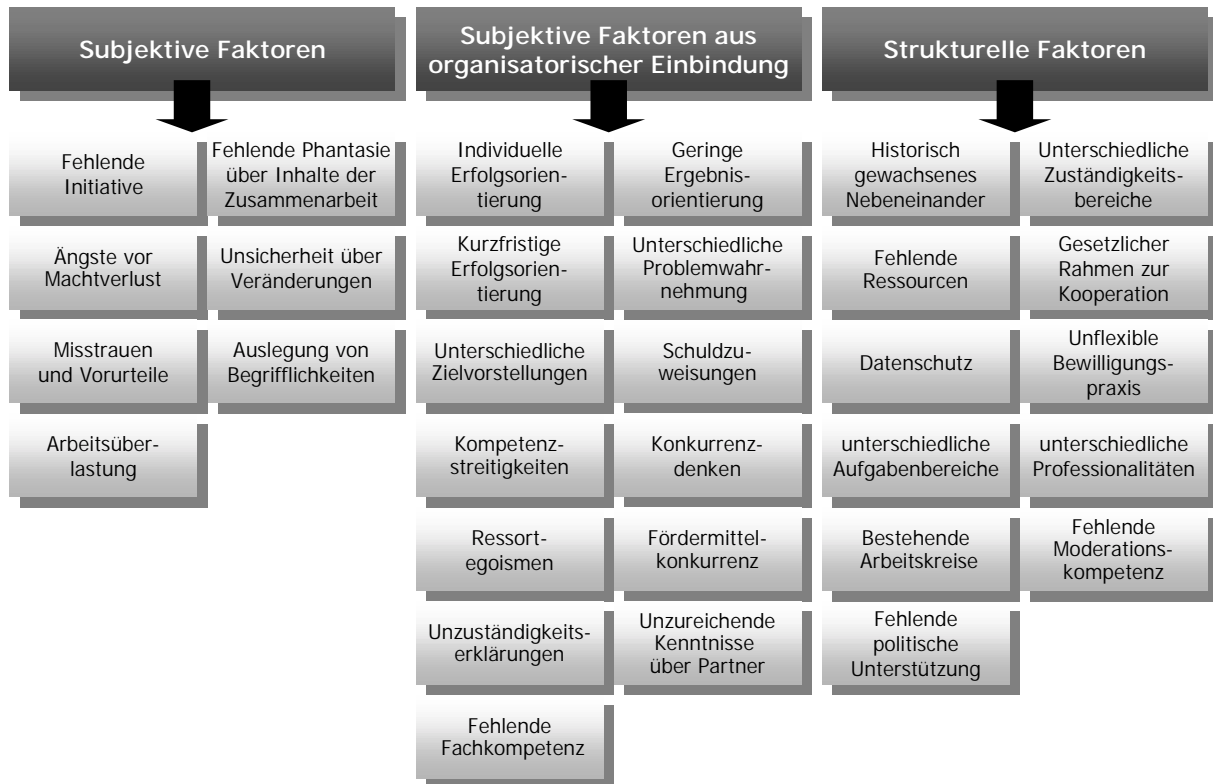 Subjektive Faktoren
Fehlende
Initiative
Fehlende Phantasie
über Inhalte der
Zusammenarbeit
Ängste vor
Machtverlust
Unsicherheit über
Veränderungen
Misstrauen
und Vorurteile
Auslegung von
Begrifflichkeiten
Arbeitsüber-
lastung
Subjektive Faktoren aus
organisatorischer Einbindung
Individuelle
Erfolgsorien-
tierung
Geringe
Ergebnis-
orientierung
Kurzfristige
Erfolgsorien-
tierung
Unterschiedliche
Problemwahr-
nehmung
Unterschiedliche
Zielvorstellungen
Schuldzu-
weisungen
Kompetenz-
streitigkeiten
Konkurrenz-
denken
Ressort-
egoismen
Fördermittel-
konkurrenz
Unzuständigkeits-
erklärungen
Unzureichende
Kenntnisse
über Partner
Fehlende
Fachkompetenz
Strukturelle Faktoren
Historisch
gewachsenes
Nebeneinander
Unterschiedliche
Zuständigkeits-
bereiche
Fehlende
Ressourcen
Gesetzlicher
Rahmen zur
Kooperation
Datenschutz
Unflexible
Bewilligungs-
praxis
unterschiedliche
Aufgabenbereiche
unterschiedliche
Professionalitäten
Bestehende
Arbeitskreise
Fehlende
Moderations-
kompetenz
Fehlende
politische
Unterstützung